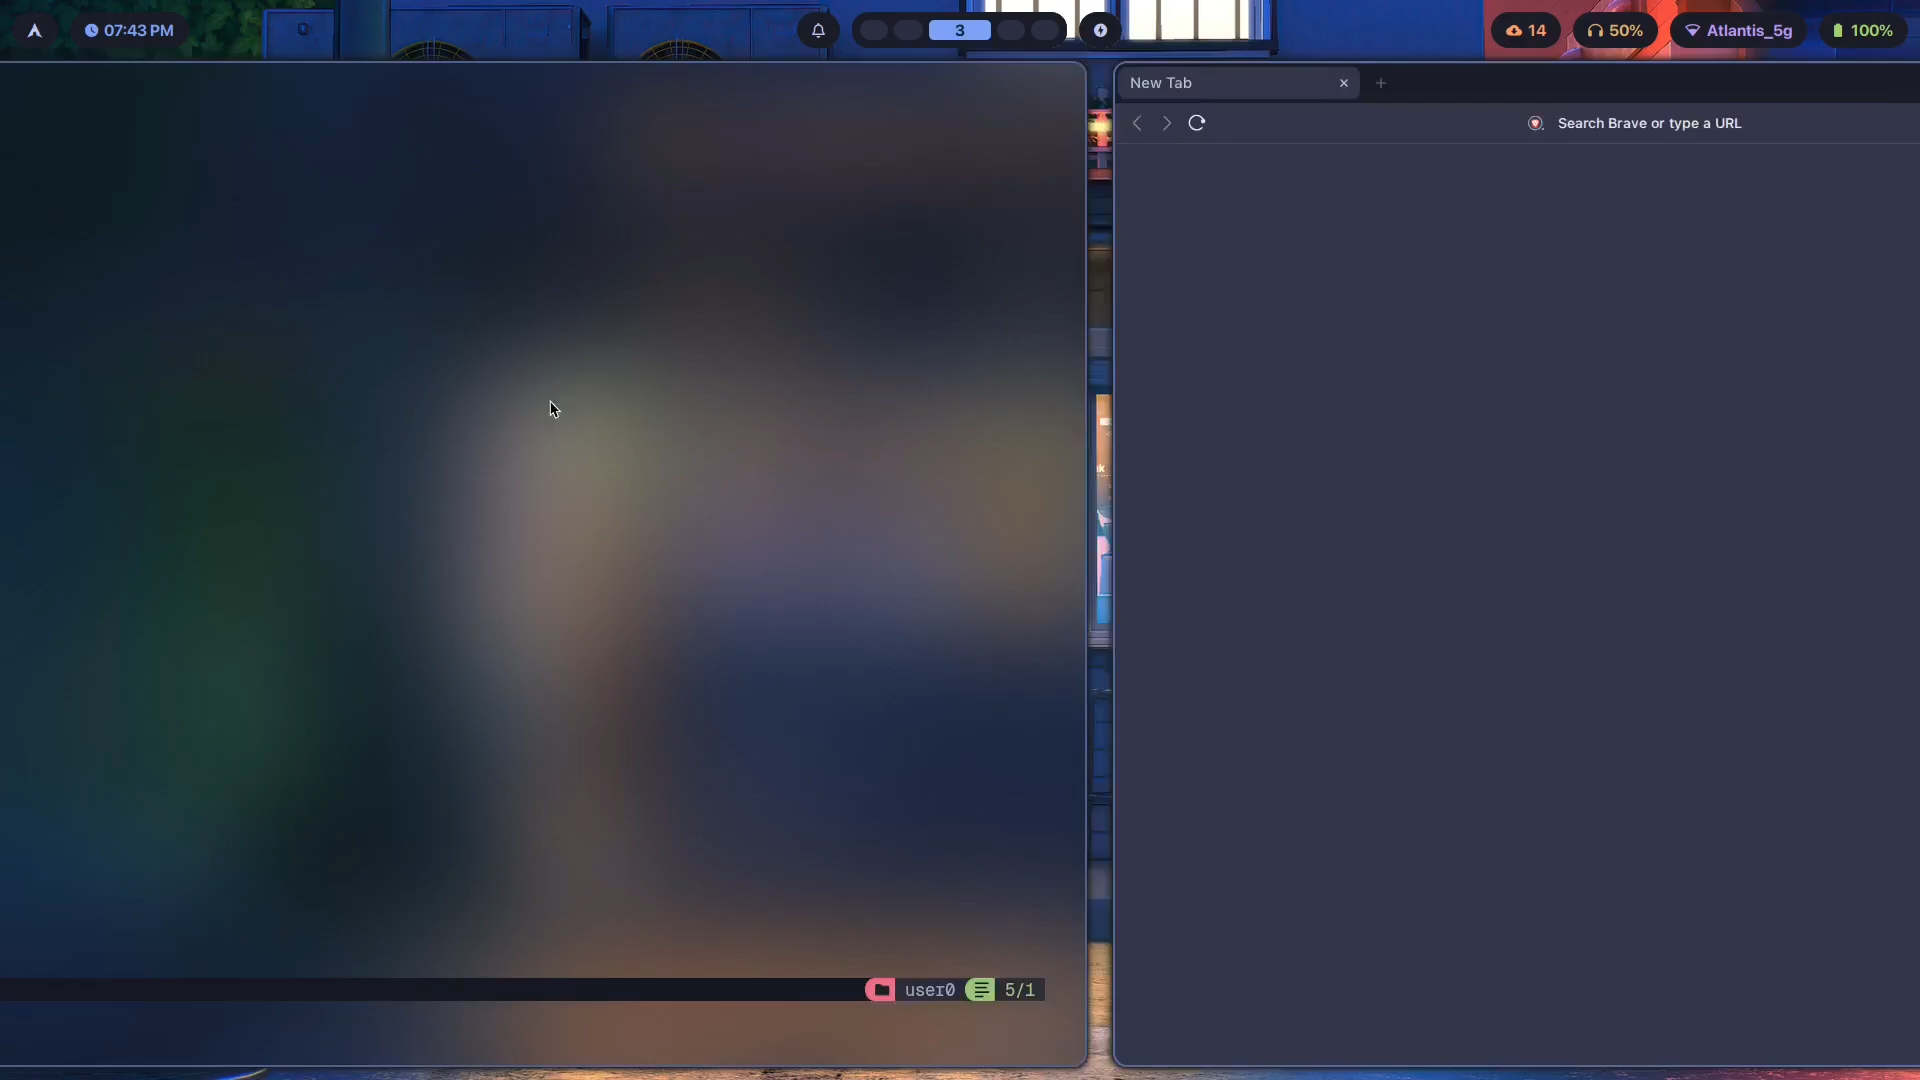 07:43 PM
3
14
50%
Atlantis_5g
100%
New Tab
Search Brave or type a URL
user0
5/1